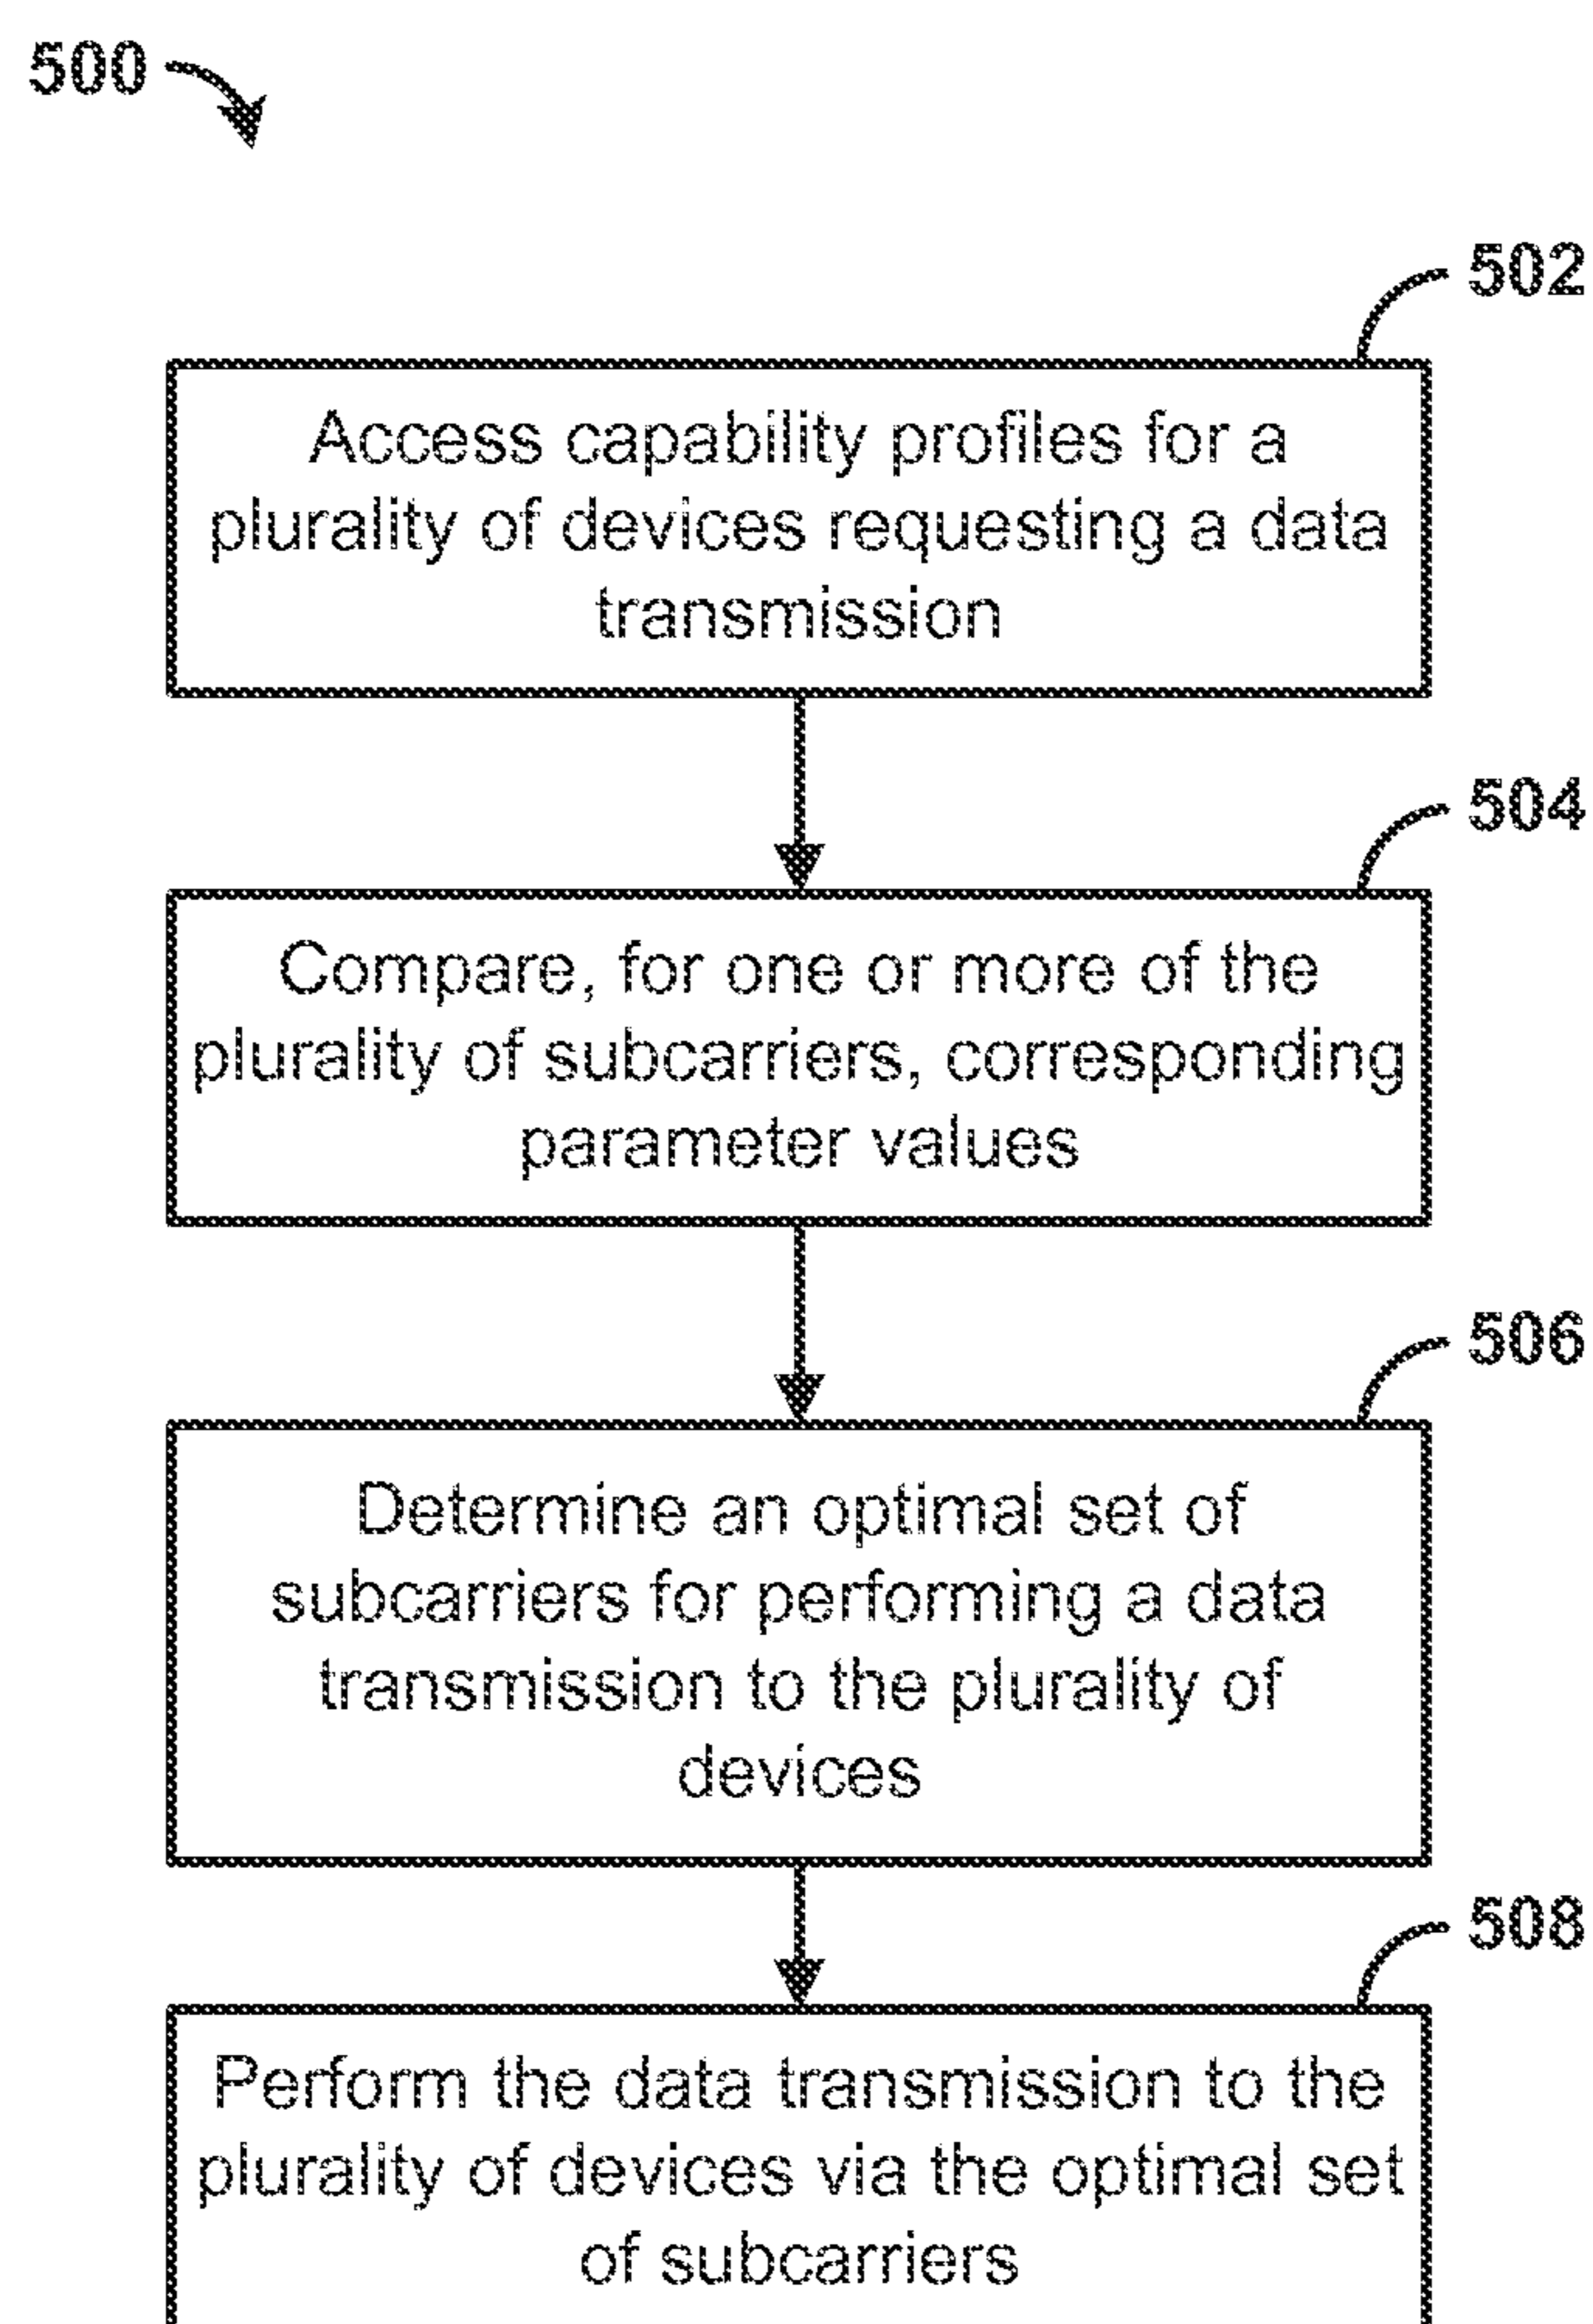 500
502
Access capability profiles for a
plurality of devices requesting a data
transmission
504
Compare, for one or more of the
plurality of subcarriers, corresponding
parameter values
506
Determine an optimal set of
subcarriers for performing a data
transmission to the plurality of
devices
508
Perform the data transmission to the
plurality of devices via the optimal set
of subcarriers